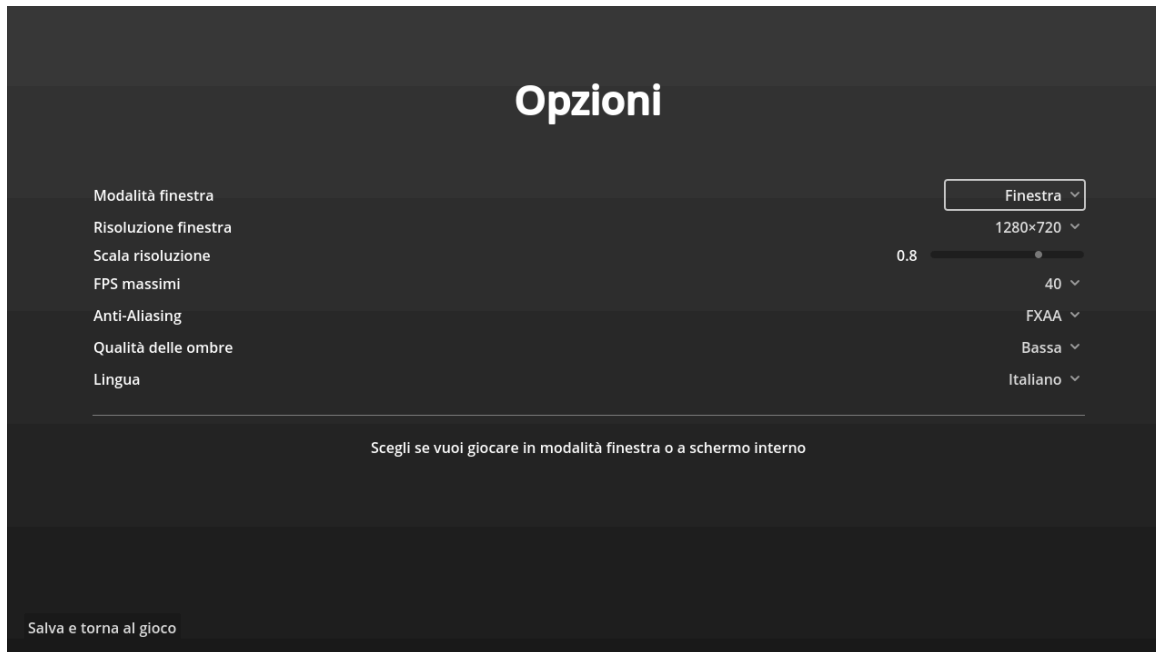 Opzioni
Modalità finestra Finestra
Risoluzione finestra 1280×720
Scala risoluzione 0.8
FPS massimi 40
Anti-Aliasing FXAA
Qualità delle ombre Bassa
Lingua Italiano
Scegli se vuoi giocare in modalità finestra o a schermo interno
Salva e torna al gioco